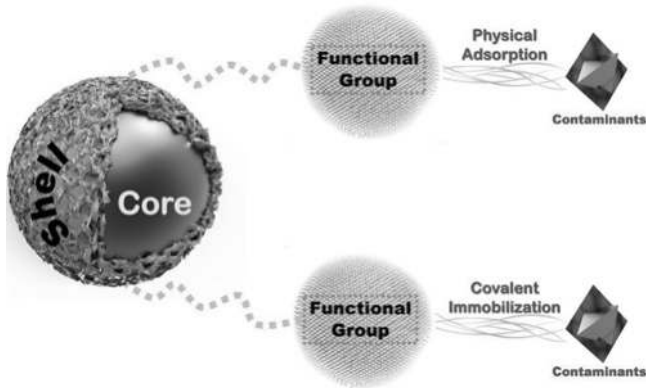 Functional
Group
Physical
Adsorption
Contaminants
Shell
Core
Functional
Group
Covalent
Immobilization
Contaminants